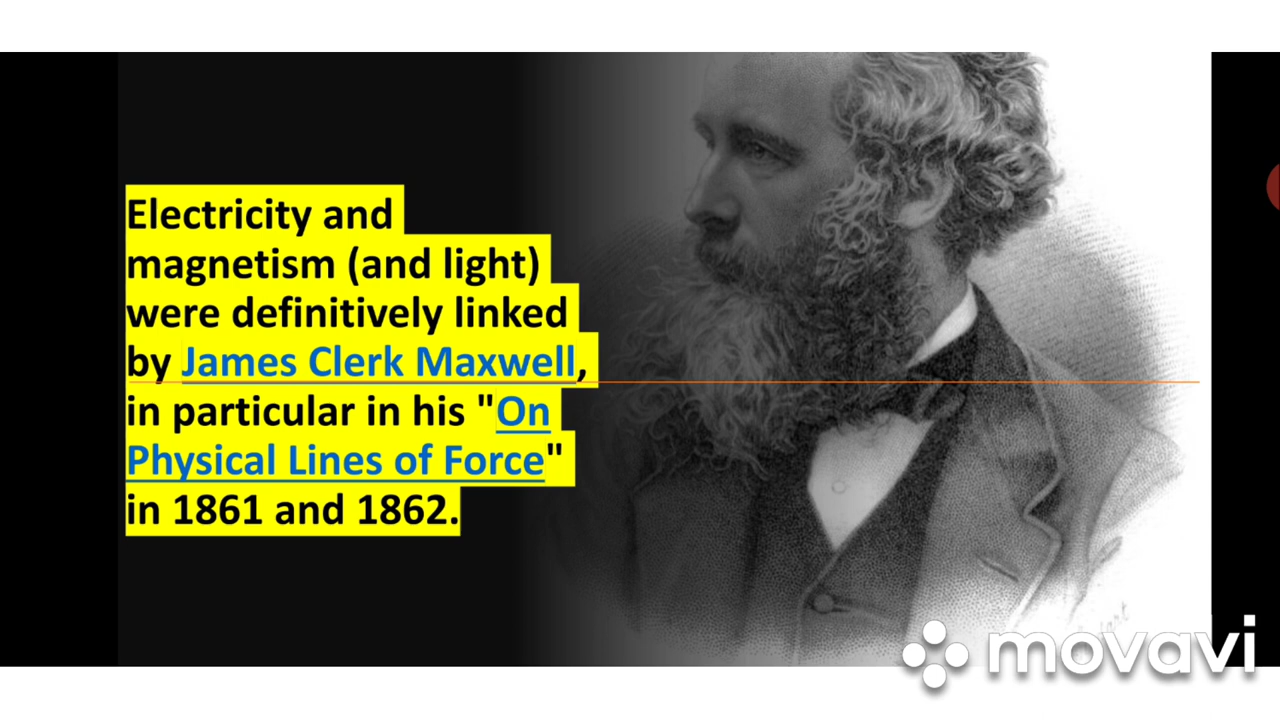 Electricity and
magnetism (and light)
were definitively linked
by James Clerk Maxwell,
in particular in his "On
Physical Lines of Force"
in 1861 and 1862.
movavi